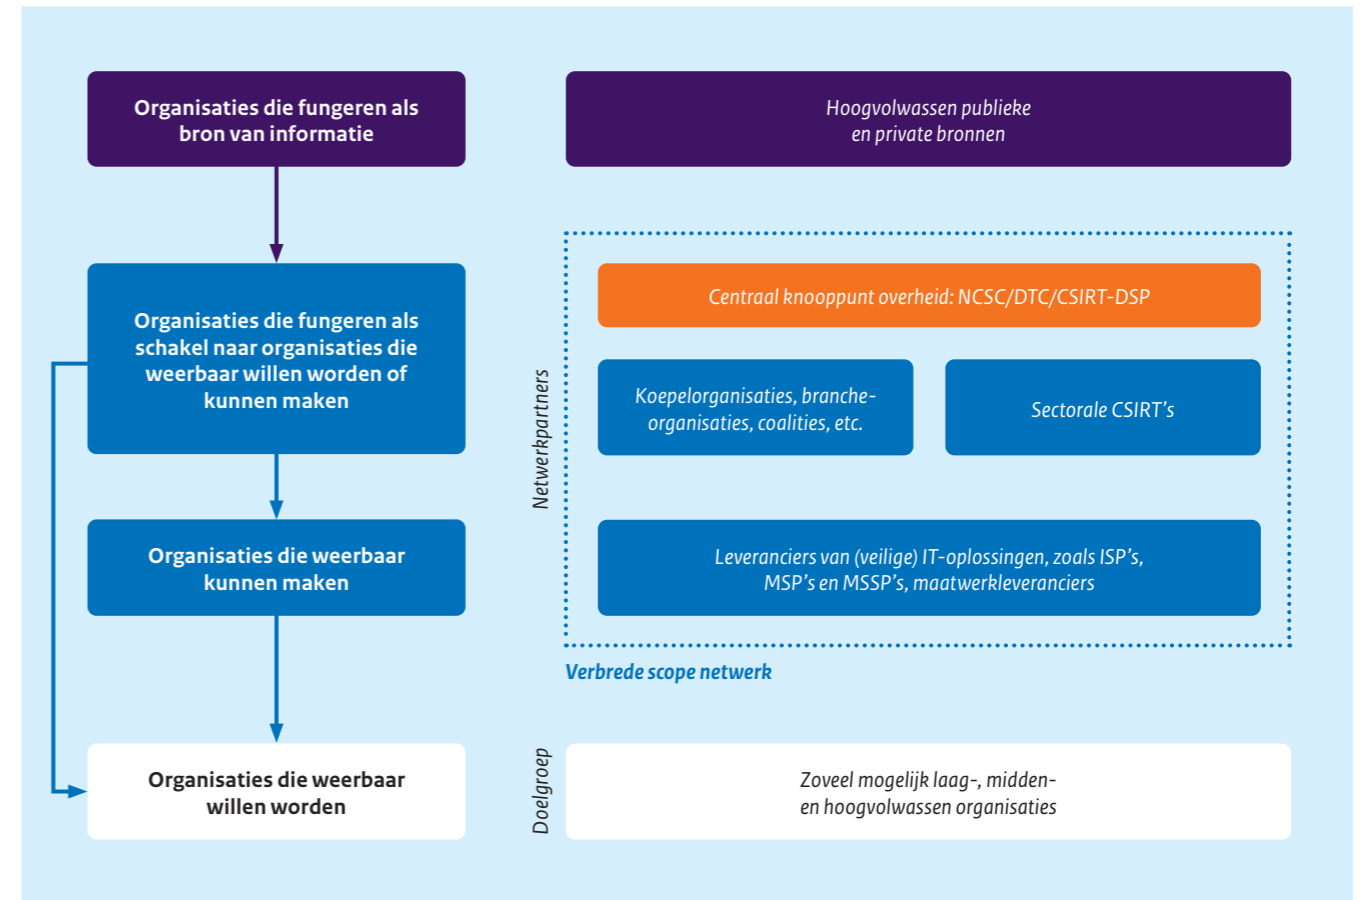 Organisaties die fungeren als
bron van informatie
Hoogvolwassen publieke
en private bronnen
Organisaties die fungeren als
schakel naar organisaties die
weerbaar willen worden of
kunnen maken
Netwerkpartners
Centraal knooppunt overheid: NCSC/DTC/CSIRT-DSP
Koepelorganisaties, branche-
organisaties, coalities, etc.
Sectorale CSIRT's
Organisaties die weerbaar
kunnen maken
Leveranciers van (veilige) IT-oplossingen, zoals ISP's,
MSP's en MSSP's, maatwerkleveranciers
Verbrede scope netwerk
Organisaties die weerbaar
willen worden
Doelgroep
Zoveel mogelijk laag-, midden-
en hoogvolwassen organisaties